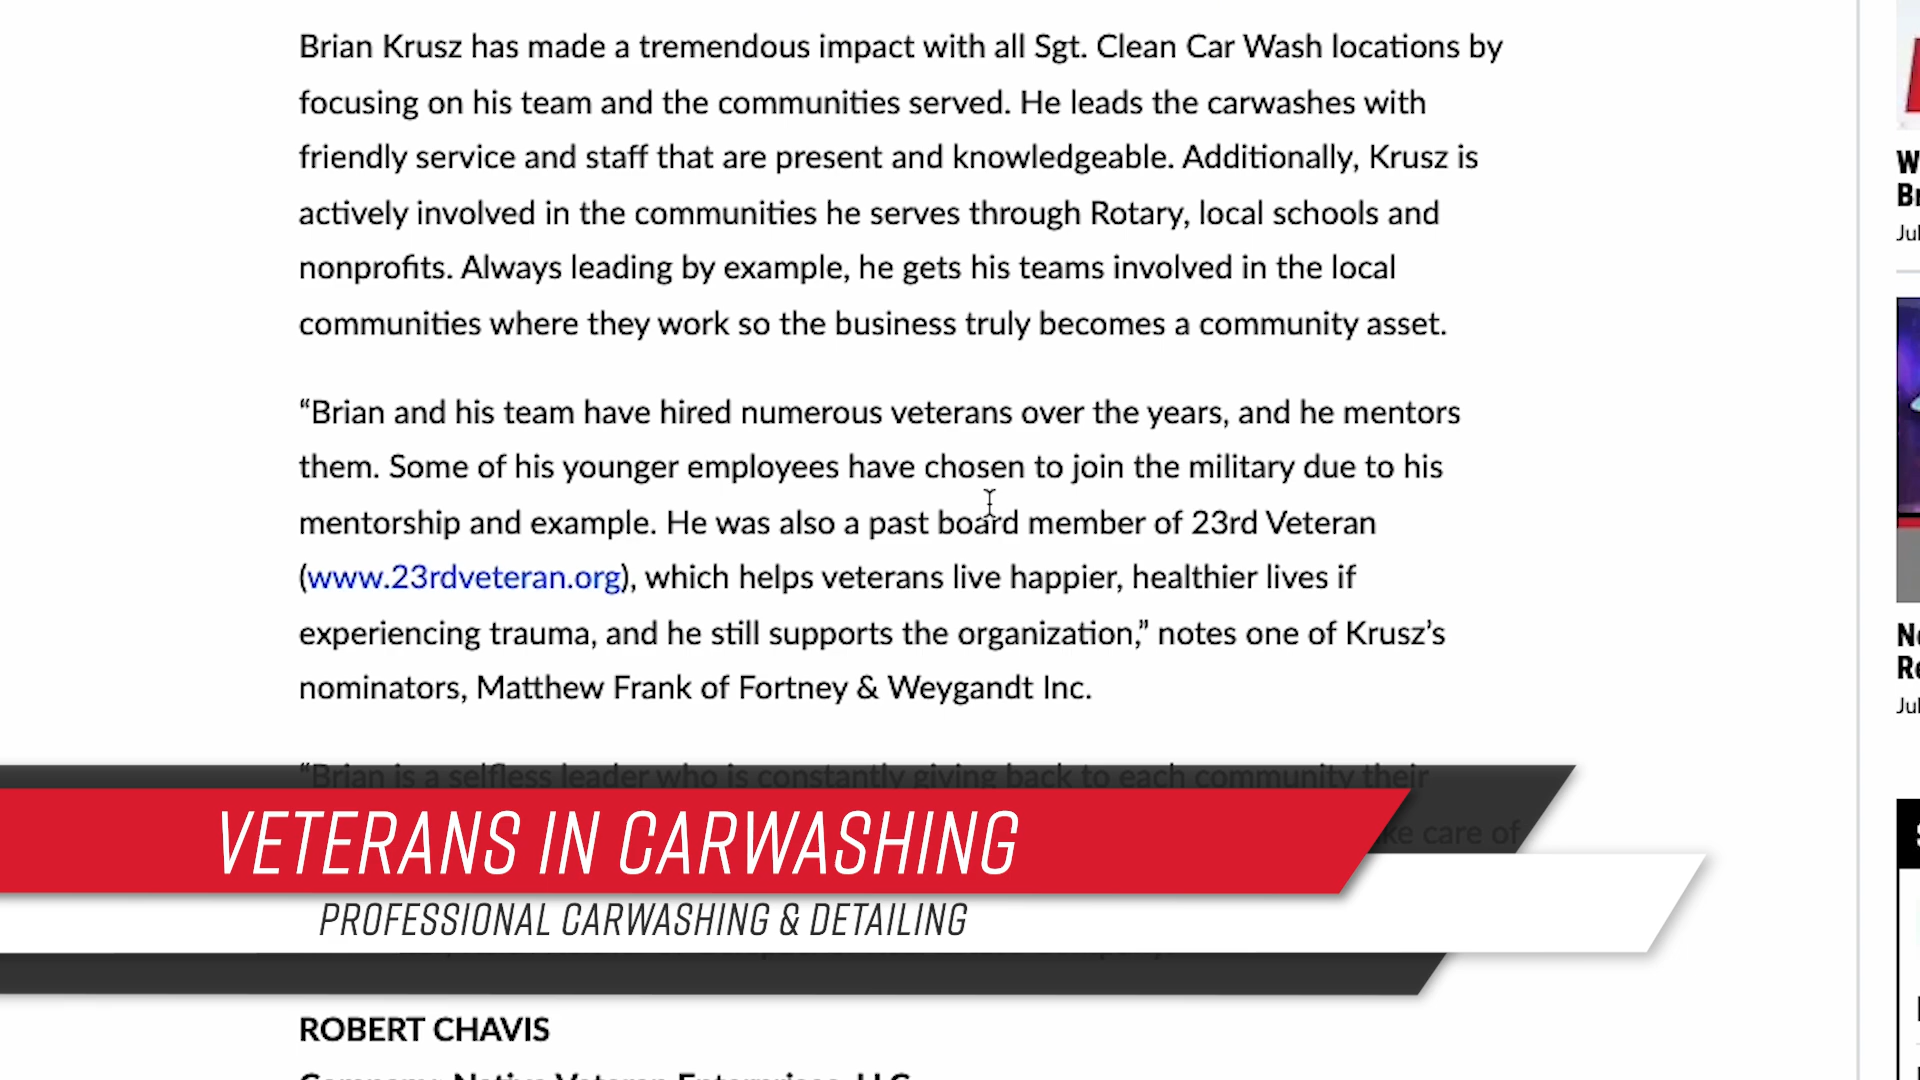 Brian Krusz has made a tremendous impact with all Sgt. Clean Car Wash locations by
focusing on his team and the communities served. He leads the carwashes with
friendly service and staff that are present and knowledgeable. Additionally, Krusz is
actively involved in the communities he serves through Rotary, local schools and
nonprofits. Always leading by example, he gets his teams involved in the local
communities where they work so the business truly becomes a community asset.
“Brian and his team have hired numerous veterans over the years, and he mentors
them. Some of his younger employees have chosen to join the military due to his
mentorship and example. He was also a past board member of 23rd Veteran
(www.23rdveteran.org), which helps veterans live happier, healthier lives if
experiencing trauma, and he still supports the organization,” notes one of Krusz’s
nominators, Matthew Frank of Fortney & Weygandt Inc.
“Brian is a selfless leader who is constantly giving back to each community their
care of
VETERANS IN CARWASHING
PROFESSIONAL CARWASHING & DETAILING
ROBERT CHAVIS
Company: Native Veteran Enterprises, LLC